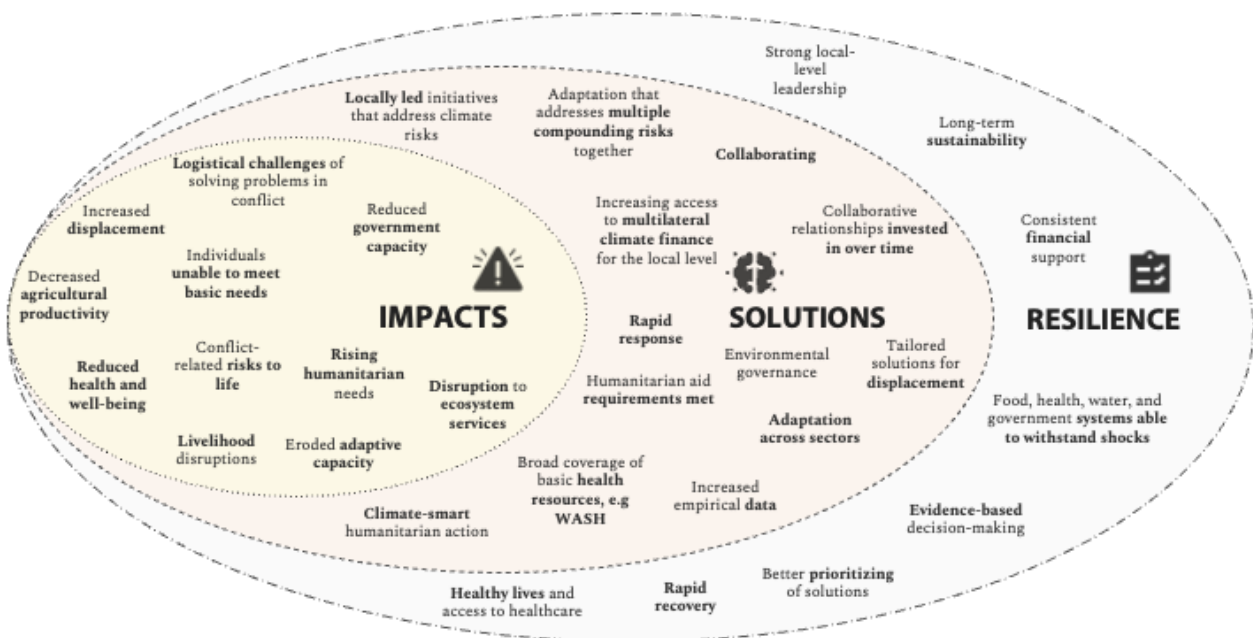 Strong local-
level
leadership
Long-term
sustainability
Consistent
financial
support
RESILIENCE
Food, health, water, and
government systems able
to withstand shocks
Evidence-based
decision-making
Better prioritizing
of solutions
Rapid
recovery
Healthy lives and
access to healthcare
Locally led initiatives
that address climate
risks
Adaptation that
addresses multiple
compounding risks
together
Collaborating
Increasing access
to multilateral
climate finance
for the local level
Collaborative
relationships invested
in over time
SOLUTIONS
Rapid
response
Environmental
governance
Tailored
solutions for
displacement
Humanitarian aid
requirements met
Adaptation
across sectors
Broad coverage of
basic health
resources, e.g
WASH
Increased
empirical data
Climate-smart
humanitarian action
Logistical challenges of
solving problems in
conflict
Increased
displacement
Reduced
government
capacity
Individuals
unable to meet
basic needs
Decreased
agricultural
productivity
IMPACTS
Reduced
health and
well-being
Conflict-
related risks to
life
Rising
humanitarian
needs
Disruption to
ecosystem
services
Livelihood
disruptions
Eroded adaptive
capacity